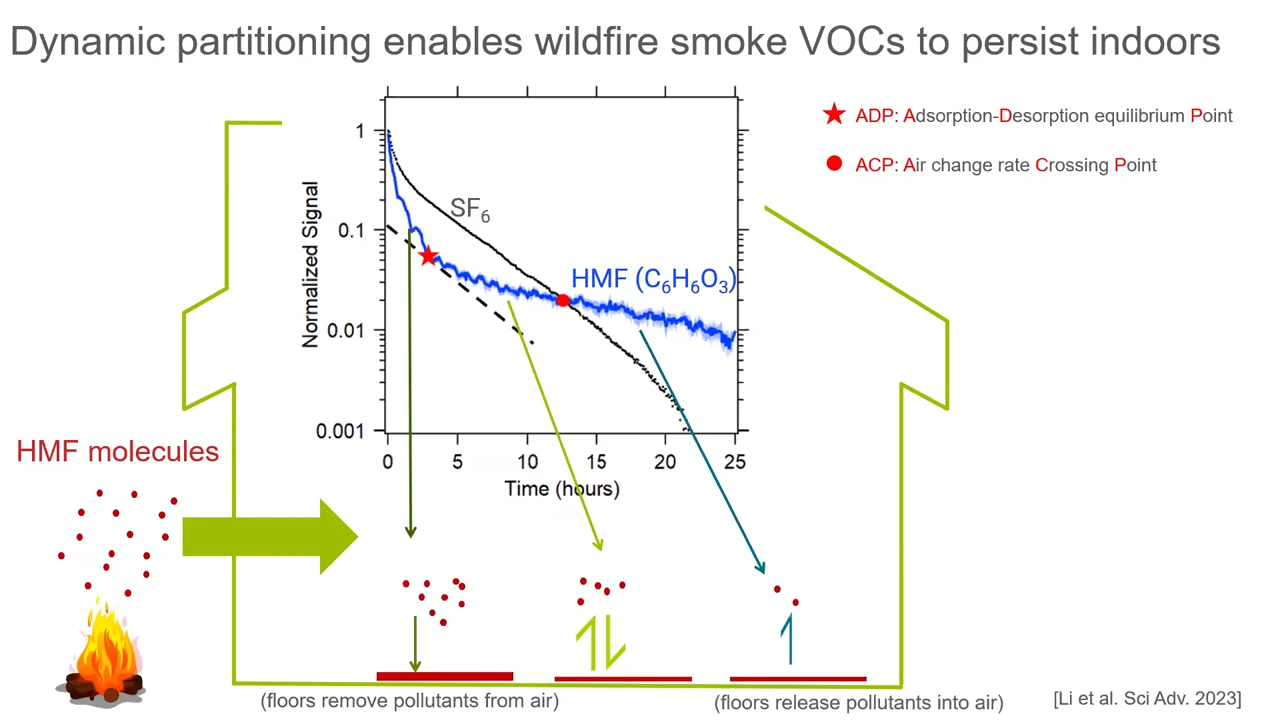 Dynamic partitioning enables wildfire smoke VOCs to persist indoors
ADP: Adsorption-Desorption equilibrium Point
ACP: Air change rate Crossing Point
1
0.1
0.01
0.001
Normalized Signal
SF6
HMF (C6H6O3)
0 5 10 15 20 25
Time (hours)
HMF molecules
(floors remove pollutants from air)
(floors release pollutants into air)
[Li et al. Sci Adv. 2023]